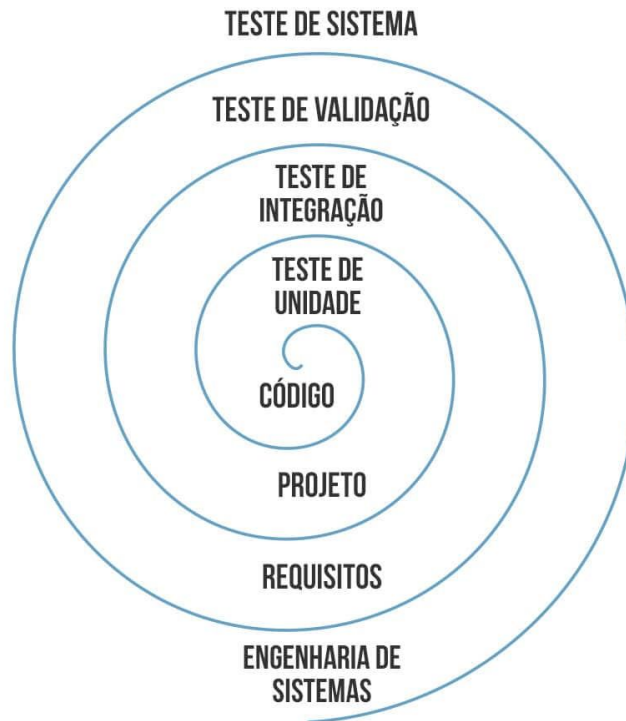 TESTE DE SISTEMA
TESTE DE VALIDAÇÃO
TESTE DE
INTEGRAÇÃO
TESTE DE
UNIDADE
CÓDIGO
PROJETO
REQUISITOS
ENGENHARIA DE
SISTEMAS